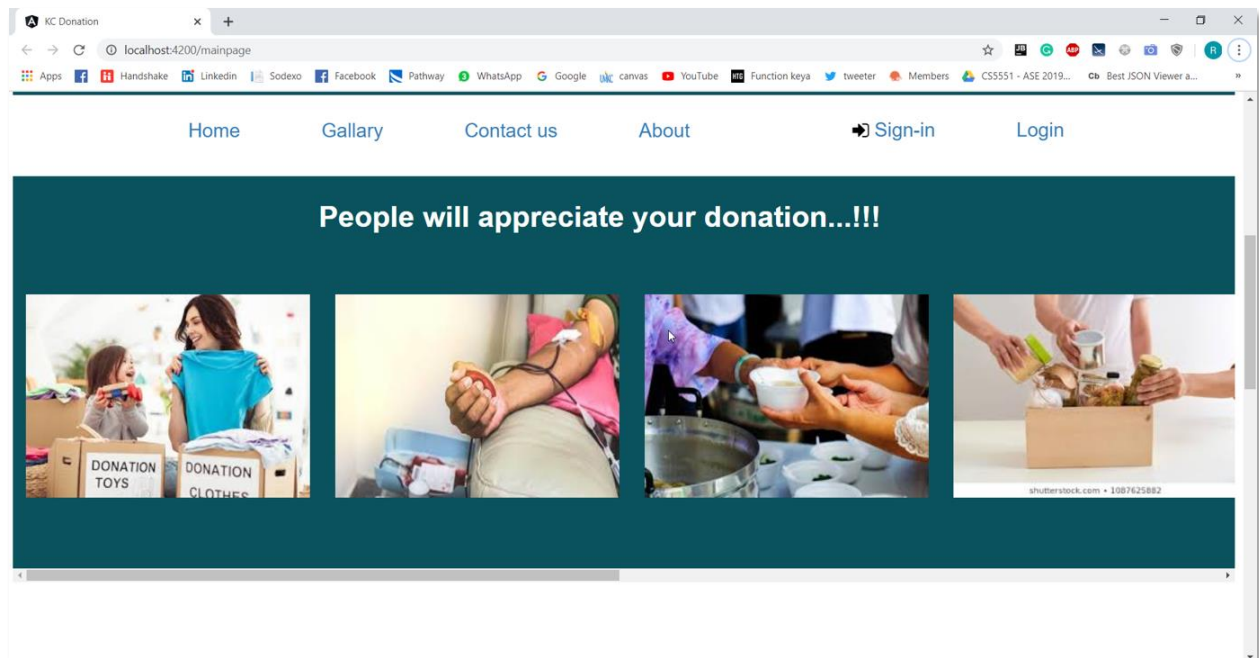 KC Donation
localhost:4200/mainpage
Apps Handshake Linkedin Sodexo Facebook Pathway WhatsApp Google canvas YouTube Function keya tweeter Members CS5551 - ASE 2019... Best JSON Viewer a... »
Home Gallary Contact us About Sign-in Login
People will appreciate your donation...!!!
DONATION TOYS
DONATION CLOTHES
shutterstock.com • 1087625882